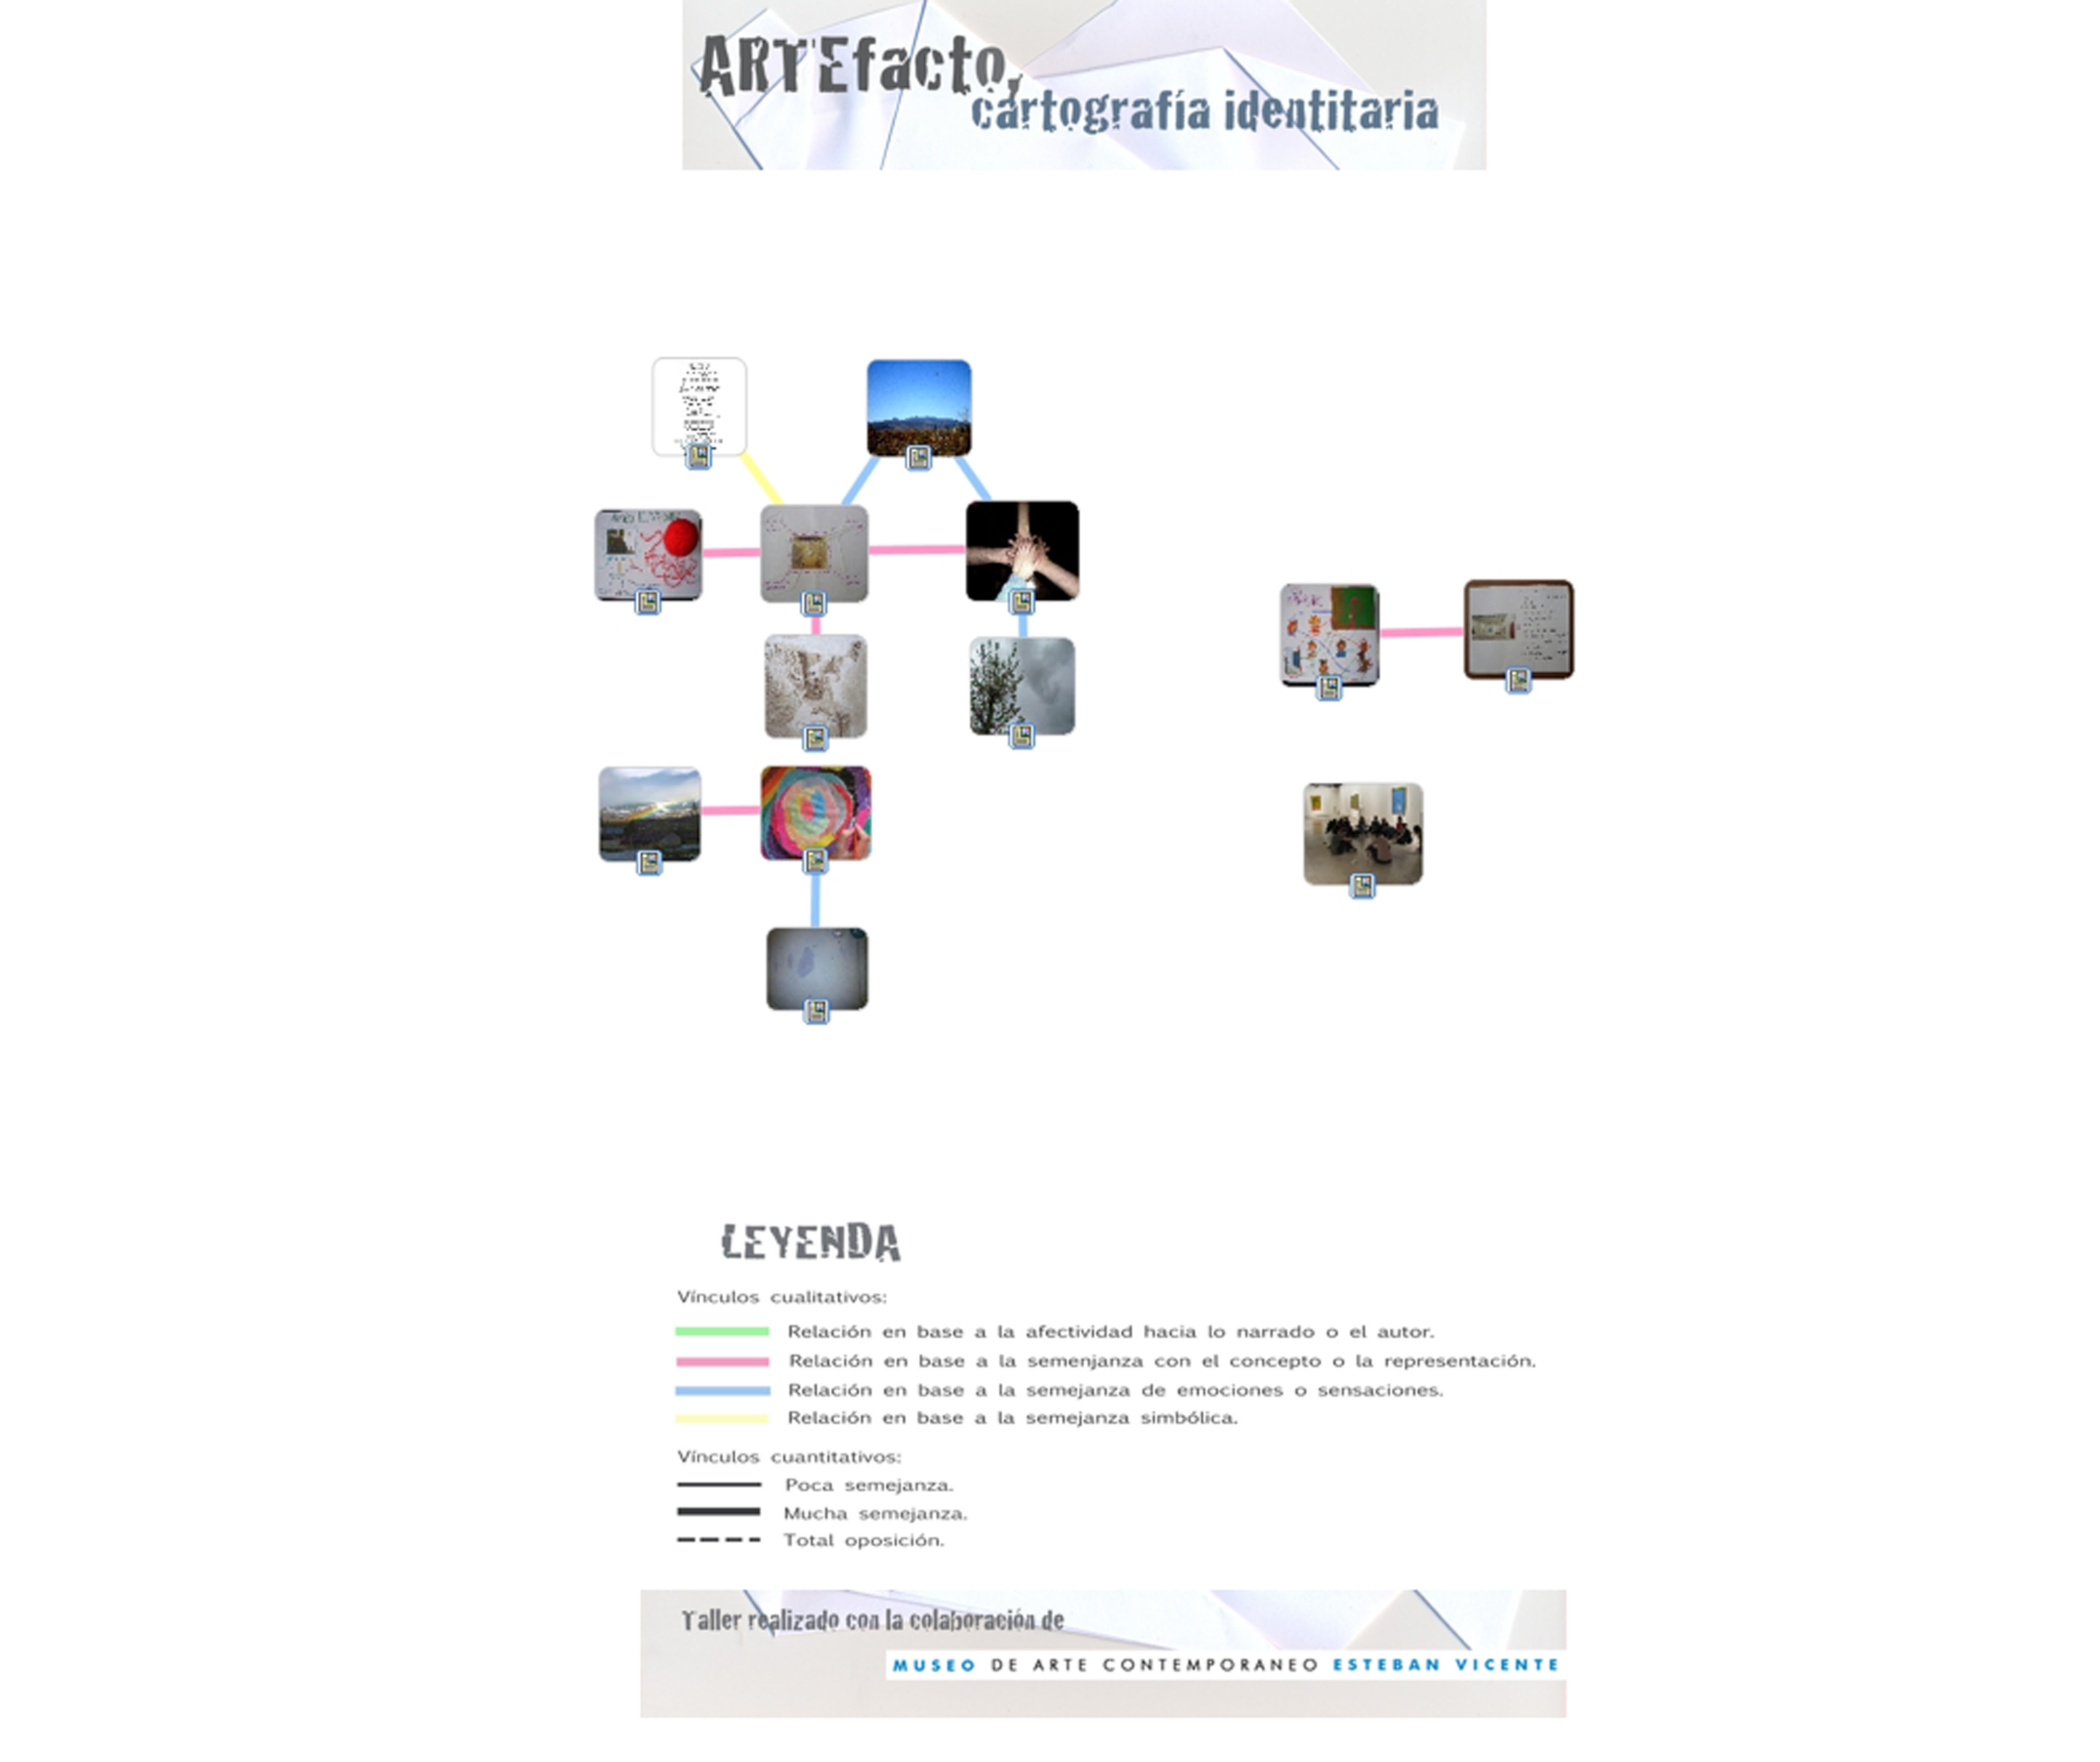 ARTEfacto,
cartografía identitaria
LEYENDA
Vínculos cualitativos:
Relación en base a la afectividad hacia lo narrado o el autor.
Relación en base a la semenjanza con el concepto o la representación.
Relación en base a la semejanza de emociones o sensaciones.
Relación en base a la semejanza simbólica.
Vínculos cuantitativos:
Poca semejanza.
Mucha semejanza.
Total oposición.
Taller realizado con la colaboración de
MUSEO DE ARTE CONTEMPORANEO ESTEBAN VICENTE